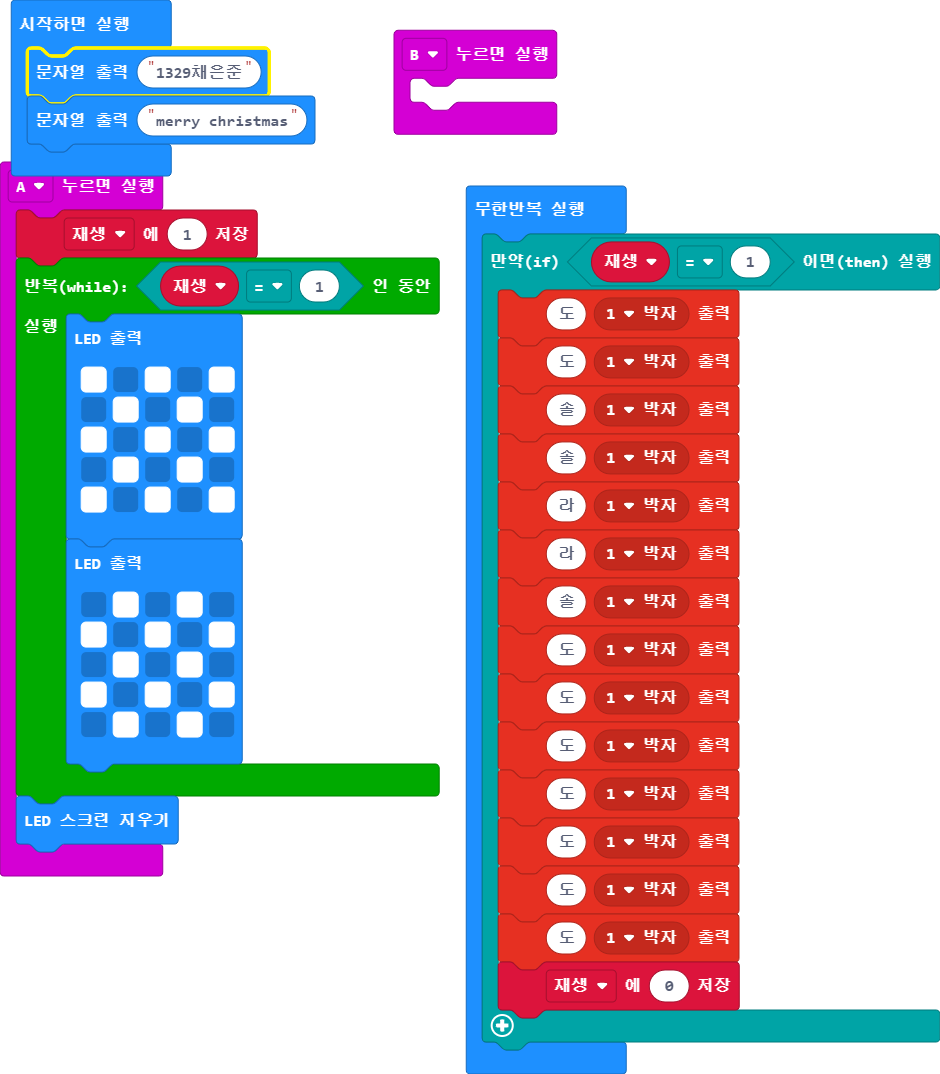 시작하면 실행
문자열 출력 "1329채은준"
문자열 출력 "merry christmas"
A 누르면 실행
재생 에 1 저장
반복(while): 재생 = 1 인 동안
실행
LED 출력
LED 출력
LED 스크린 지우기
B 누르면 실행
무한반복 실행
만약(if) 재생 = 1 이면(then) 실행
도 1 박자 출력
도 1 박자 출력
솔 1 박자 출력
솔 1 박자 출력
라 1 박자 출력
라 1 박자 출력
솔 1 박자 출력
도 1 박자 출력
도 1 박자 출력
도 1 박자 출력
도 1 박자 출력
도 1 박자 출력
도 1 박자 출력
도 1 박자 출력
재생 에 0 저장